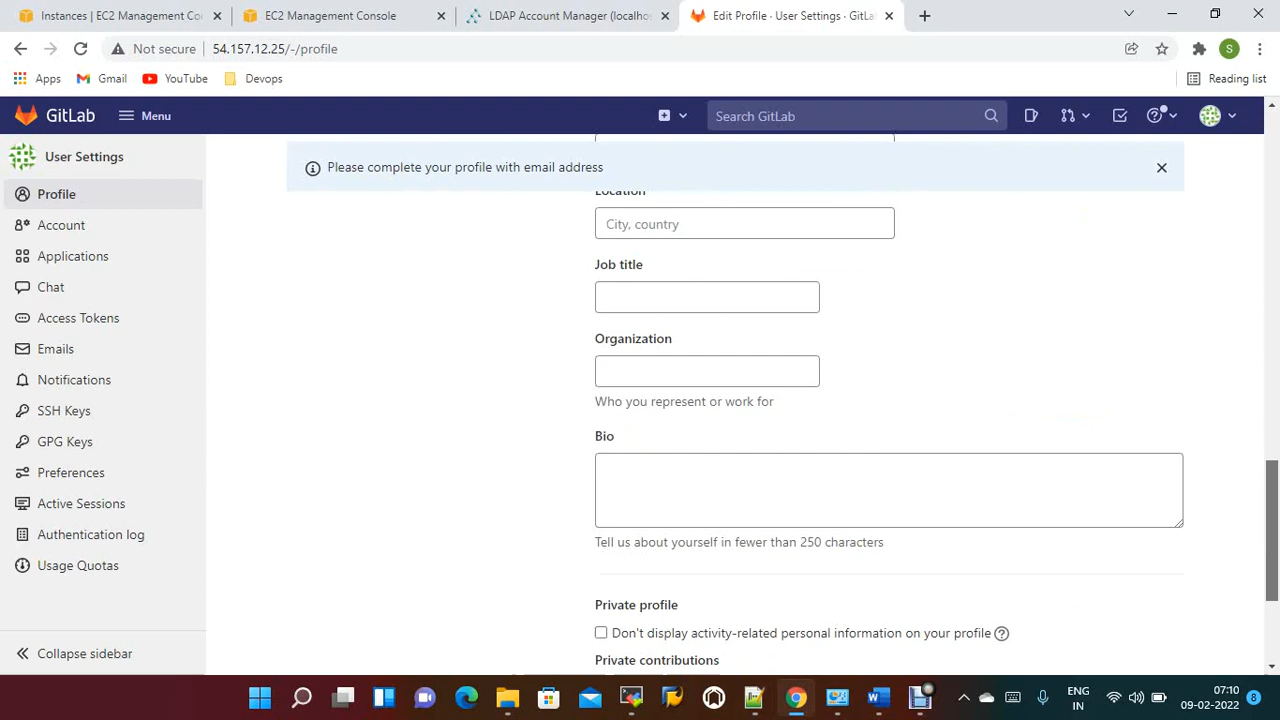 Instances | EC2 Management Co
EC2 Management Console
LDAP Account Manager (localho
Edit Profile · User Settings · GitLa
Not secure
54.157.12.25/-/profile
S
Apps
Gmail
YouTube
Devops
Reading list
GitLab
Menu
Search GitLab
User Settings
Profile
Account
Applications
Chat
Access Tokens
Emails
Notifications
SSH Keys
GPG Keys
Preferences
Active Sessions
Authentication log
Usage Quotas
Collapse sidebar
Please complete your profile with email address
Location
City, country
Job title
Organization
Who you represent or work for
Bio
Tell us about yourself in fewer than 250 characters
Private profile
Don't display activity-related personal information on your profile
Private contributions
ENG
IN
07:10
09-02-2022
8